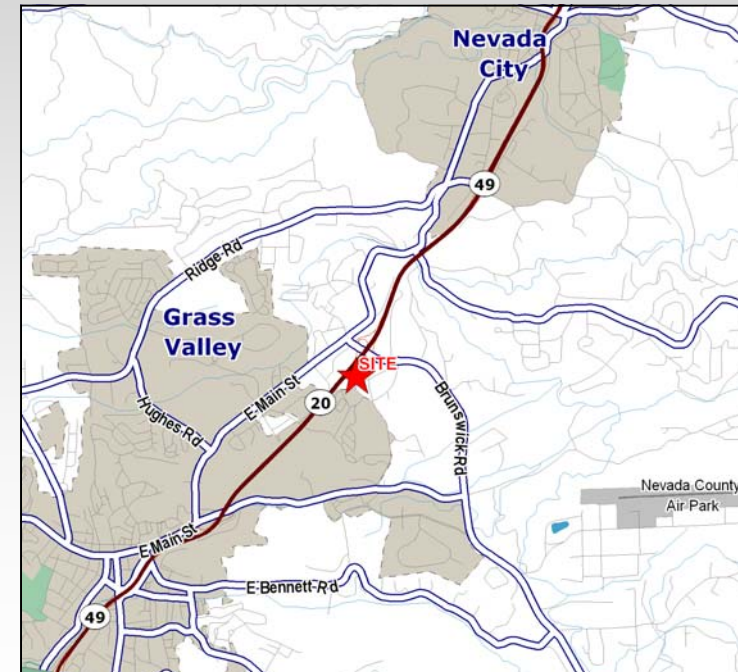 Nevada
City
49
Ridge Rd
Grass
Valley
SITE
E Main St
20
Hughes Rd
Brunswick Rd
Nevada County
Air Park
E Main St
E Bennett Rd
49